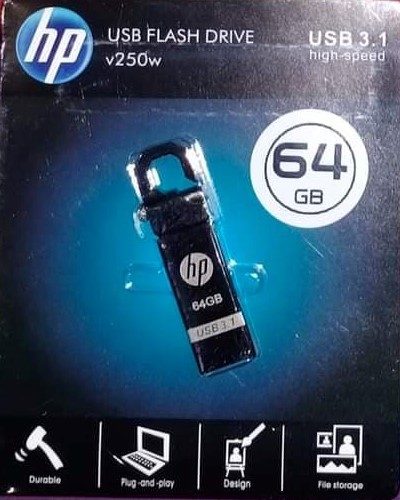 hp
USB FLASH DRIVE
v250w
USB 3.1
high-speed
64
GB
hp
64GB
USB 3.1
Durable
Plug-and-play
Design
File storage